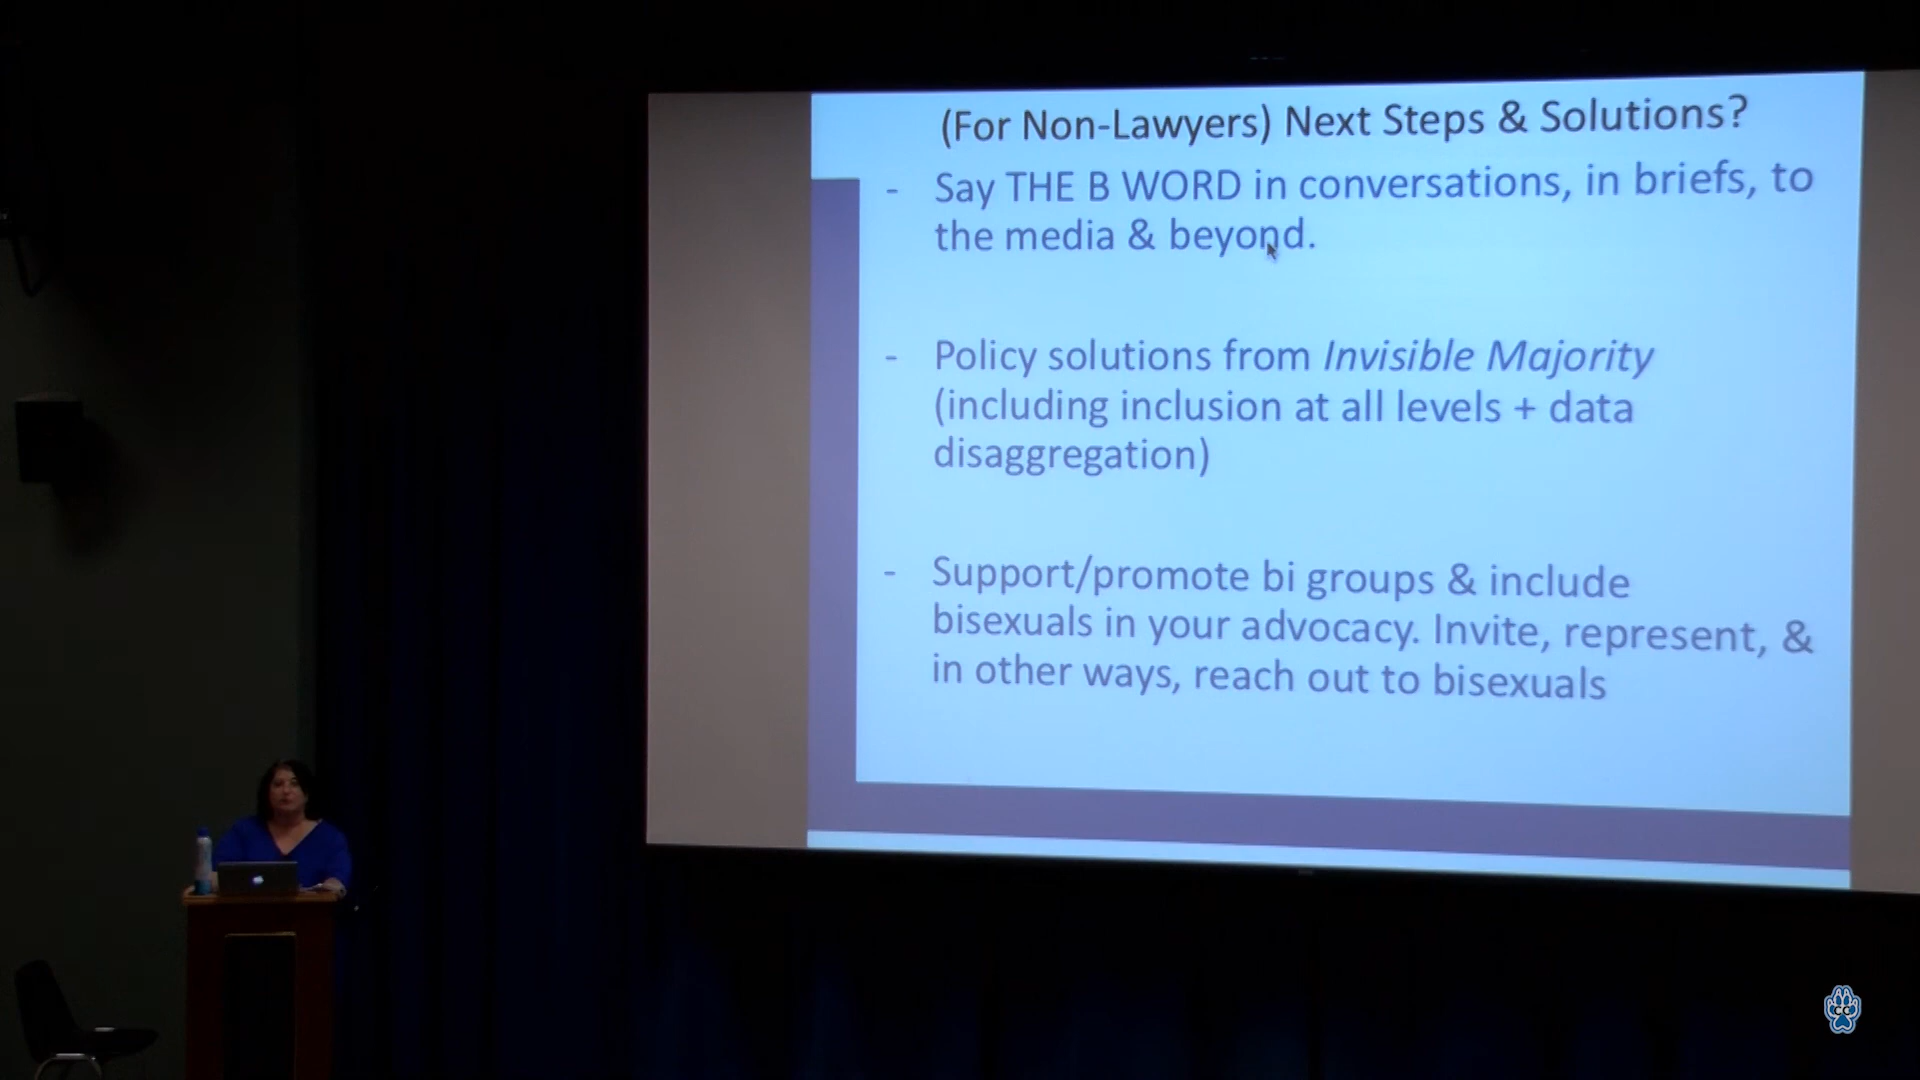 (For Non-Lawyers) Next Steps & Solutions?
- Say THE B WORD in conversations, in briefs, to
the media & beyond.
- Policy solutions from Invisible Majority
(including inclusion at all levels + data
disaggregation)
- Support/promote bi groups & include
bisexuals in your advocacy. Invite, represent, &
in other ways, reach out to bisexuals
CC